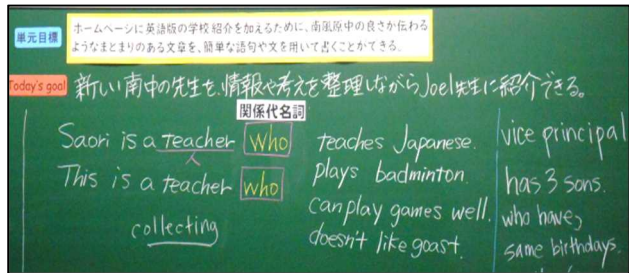 単元目標
ホームページに英語版の学校紹介を加えるために、南風原中の良さが伝わる
ようなまとまりのある文章を、簡単な語句や文を用いて書くことができる。
Today's goal
新しい南中の先生を、情報や考えを整理しながらJoel先生に紹介できる。
関係代名詞
Saori is a teacher who
This is a teacher who
collecting
teaches Japanese.
plays badminton
can play games well.
doesn't like goast.
vice principal
has 3 sons.
who have,
same birthdays.